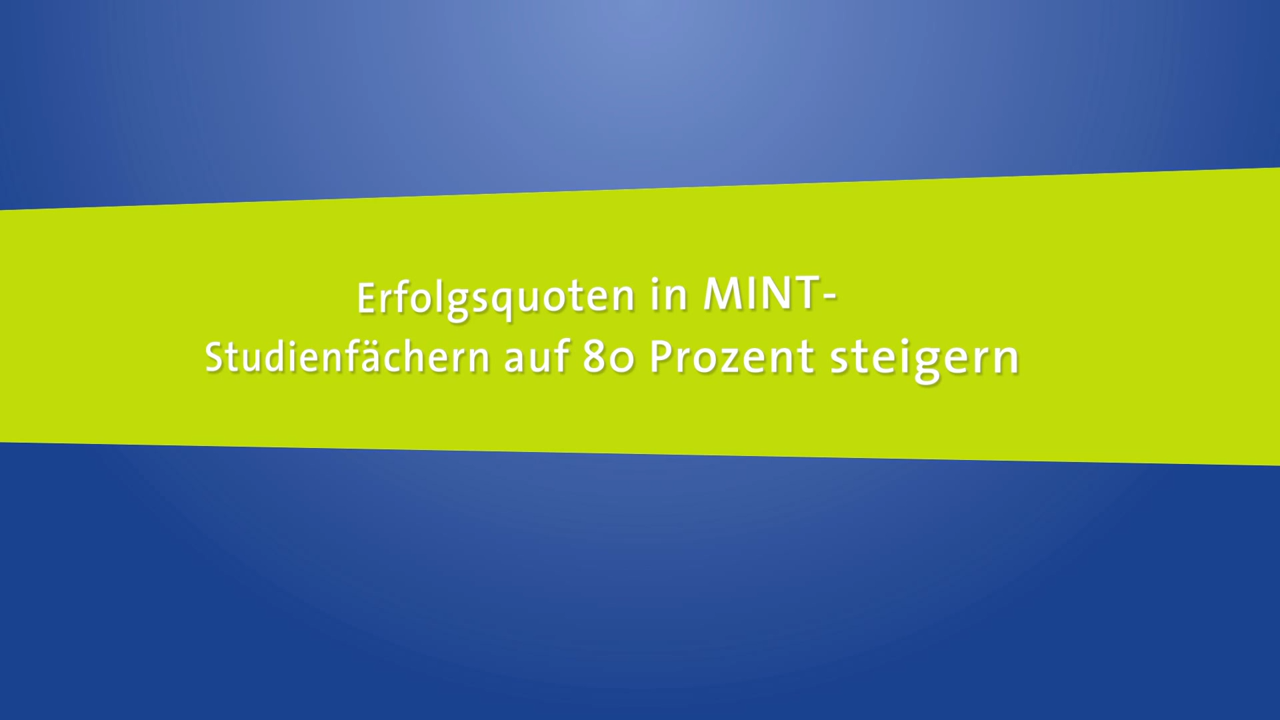 Erfolgsquoten in MINT-
Studienfächern auf 80 Prozent steigern